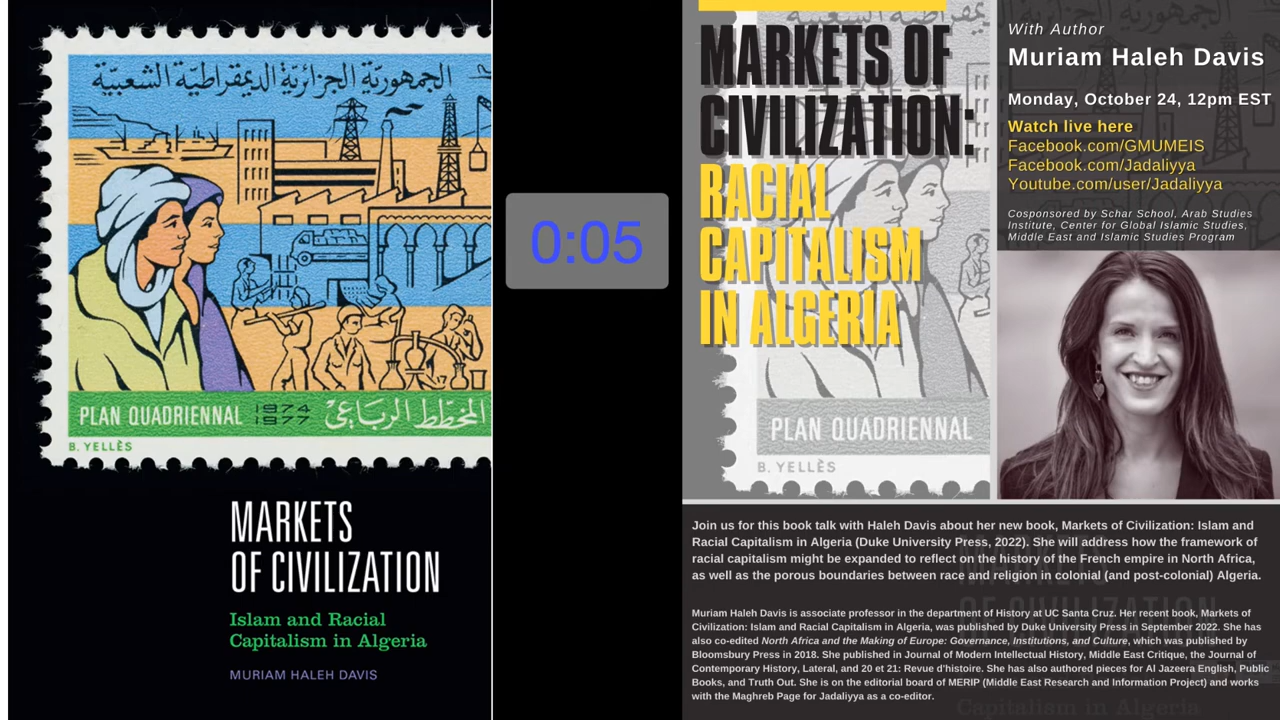 الجمهوريّة الجزائريّة الديمقراطيّة الشعبيّة
PLAN QUADRIENNAL
1974
1977
المخطط الرباعي
B. YELLÈS
MARKETS
OF CIVILIZATION
Islam and Racial
Capitalism in Algeria
MURIAM HALEH DAVIS
0:05
MARKETS OF
CIVILIZATION:
RACIAL
CAPITALISM
IN ALGERIA
PLAN QUADRIENNAL
B. YELLÈS
With Author
Muriam Haleh Davis
Monday, October 24, 12pm EST
Watch live here
Facebook.com/GMUMEIS
Facebook.com/Jadaliyya
Youtube.com/user/Jadaliyya
Cosponsored by Schar School, Arab Studies
Institute, Center for Global Islamic Studies,
Middle East and Islamic Studies Program
Join us for this book talk with Haleh Davis about her new book, Markets of Civilization: Islam and
Racial Capitalism in Algeria (Duke University Press, 2022). She will address how the framework of
racial capitalism might be expanded to reflect on the history of the French empire in North Africa,
as well as the porous boundaries between race and religion in colonial (and post-colonial) Algeria.
Muriam Haleh Davis is associate professor in the department of History at UC Santa Cruz. Her recent book, Markets of
Civilization: Islam and Racial Capitalism in Algeria, was published by Duke University Press in September 2022. She has
also co-edited North Africa and the Making of Europe: Governance, Institutions, and Culture, which was published by
Bloomsbury Press in 2018. She published in Journal of Modern Intellectual History, Middle East Critique, the Journal of
Contemporary History, Lateral, and 20 et 21: Revue d'histoire. She has also authored pieces for Al Jazeera English, Public
Books, and Truth Out. She is on the editorial board of MERIP (Middle East Research and Information Project) and works
with the Maghreb Page for Jadaliyya as a co-editor.
Capitalism in Algeria